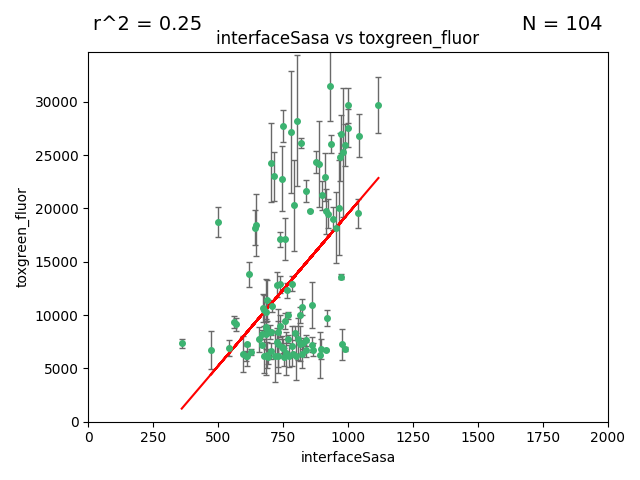 r^2 = 0.25
N = 104
interfaceSasa vs toxgreen_fluor
toxgreen_fluor
30000
25000
20000
15000
10000
5000
0
0 250 500 750 1000 1250 1500 1750 2000
interfaceSasa